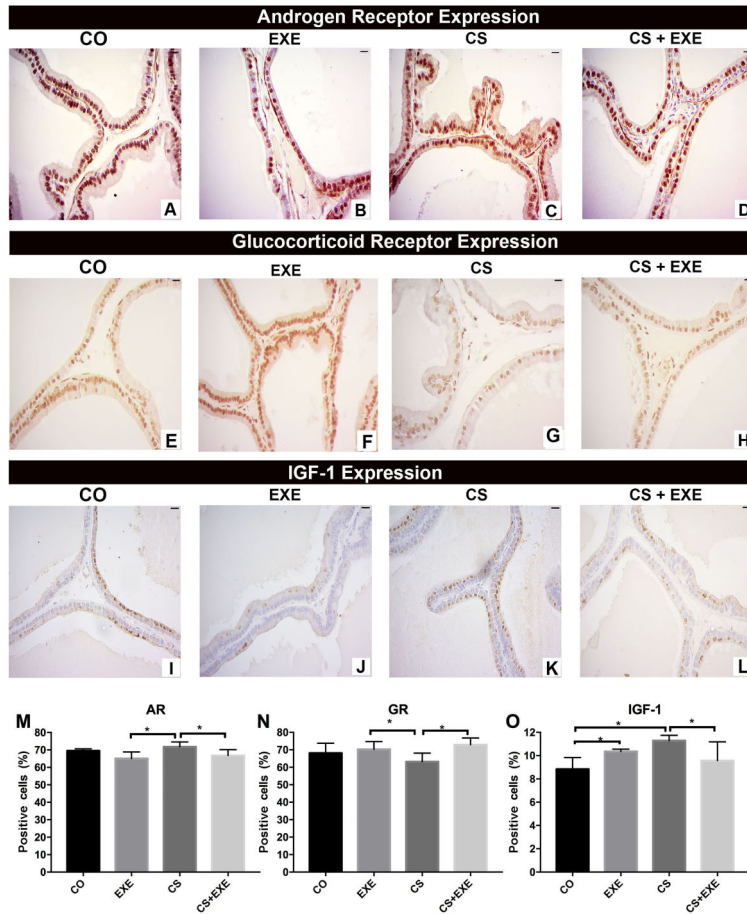 Androgen Receptor Expression
CO EXE CS CS + EXE
A B C D
Glucocorticoid Receptor Expression
CO EXE CS CS + EXE
E F G H
IGF-1 Expression
CO EXE CS CS + EXE
I J K L
M AR
Positive cells (%)
80
70
60
50
40
30
20
10
0
* *
CO EXE CS CS+EXE
N GR
Positive cells (%)
90
80
70
60
50
40
30
20
10
0
* *
CO EXE CS CS+EXE
O IGF-1
Positive cells (%)
12
10
8
6
4
2
0
* * *
CO EXE CS CS+EXE